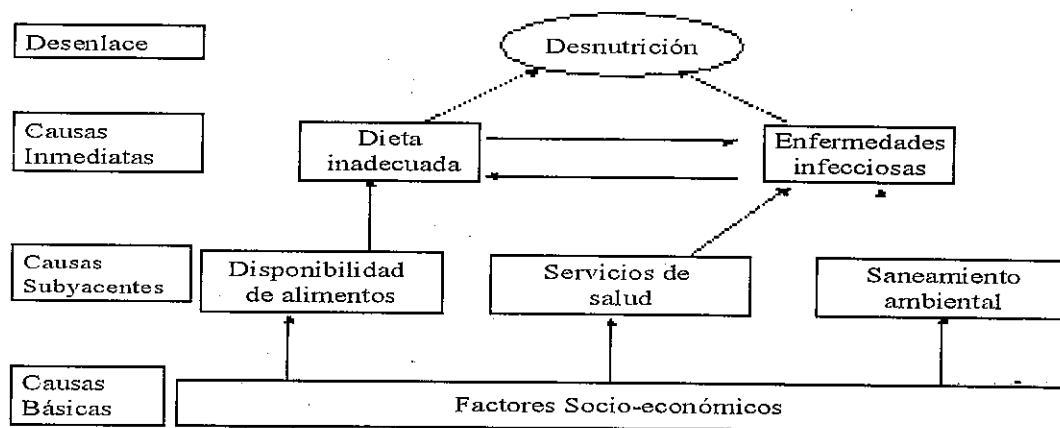 Desenlace
Desnutrición
Causas
Inmediatas
Dieta
inadecuada
Enfermedades
infecciosas
Causas
Subyacentes
Disponibilidad
de alimentos
Servicios de
salud
Saneamiento
ambiental
Causas
Básicas
Factores Socio-económicos